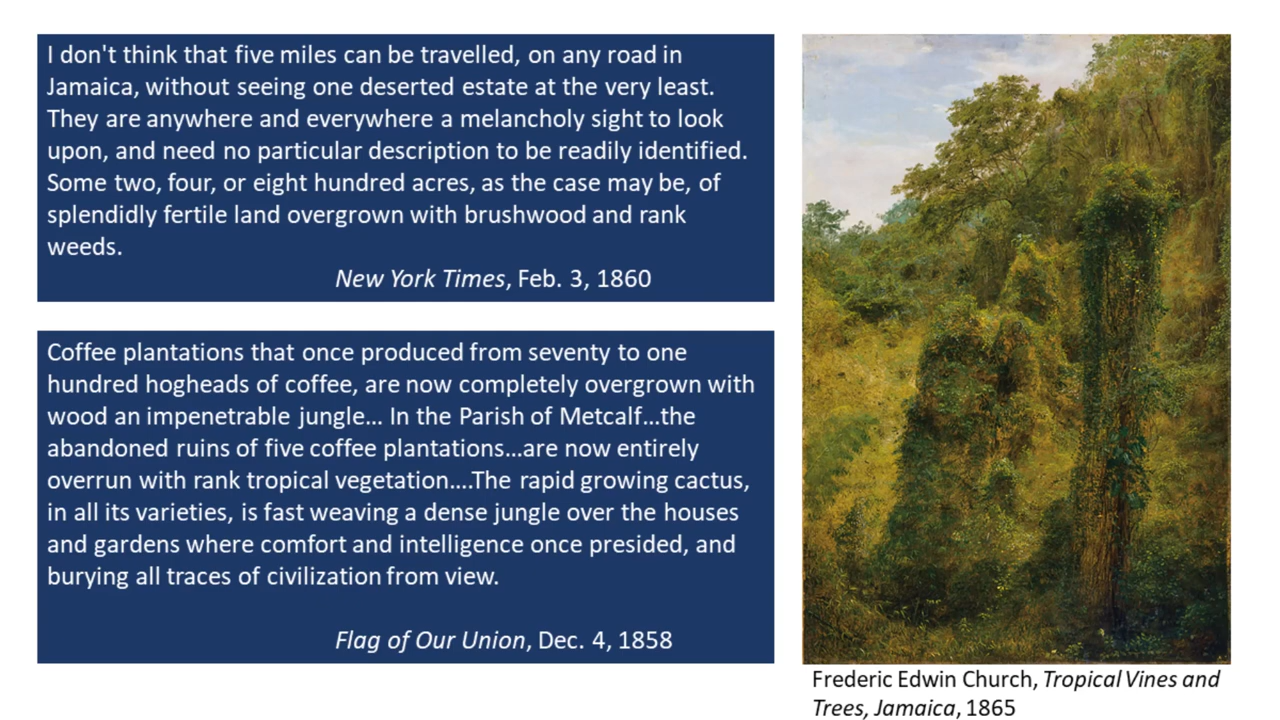 I don't think that five miles can be travelled, on any road in
Jamaica, without seeing one deserted estate at the very least.
They are anywhere and everywhere a melancholy sight to look
upon, and need no particular description to be readily identified.
Some two, four, or eight hundred acres, as the case may be, of
splendidly fertile land overgrown with brushwood and rank
weeds.
New York Times, Feb. 3, 1860
Coffee plantations that once produced from seventy to one
hundred hogheads of coffee, are now completely overgrown with
wood an impenetrable jungle... In the Parish of Metcalf...the
abandoned ruins of five coffee plantations...are now entirely
overrun with rank tropical vegetation....The rapid growing cactus,
in all its varieties, is fast weaving a dense jungle over the houses
and gardens where comfort and intelligence once presided, and
burying all traces of civilization from view.
Flag of Our Union, Dec. 4, 1858
Frederic Edwin Church, Tropical Vines and
Trees, Jamaica, 1865